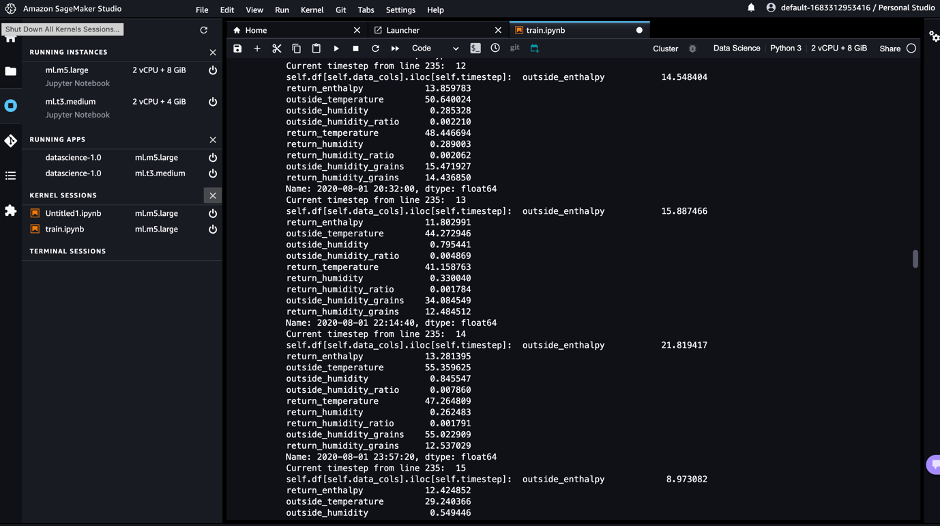 Amazon SageMaker Studio
File Edit View Run Kernel Git Tabs Settings Help
default-1683312953416 / Personal Studio
Shut Down All Kernels Sessions...
RUNNING INSTANCES
ml.m5.large 2 vCPU + 8 GiB
Jupyter Notebook
ml.t3.medium 2 vCPU + 4 GiB
Jupyter Notebook
RUNNING APPS
datascience-1.0 ml.m5.large
datascience-1.0 ml.t3.medium
KERNEL SESSIONS
Untitled1.ipynb ml.m5.large
train.ipynb ml.m5.large
TERMINAL SESSIONS
Home Launcher train.ipynb
Code git Cluster Data Science Python 3 2 vCPU + 8 GiB Share
Current timestep from line 235: 12
self.df[self.data_cols].iloc[self.timestep]: outside_enthalpy 14.548404
return_enthalpy 13.859783
outside_temperature 50.640024
outside_humidity 0.285328
outside_humidity_ratio 0.002210
return_temperature 48.446694
return_humidity 0.289003
return_humidity_ratio 0.002062
outside_humidity_grains 15.471927
return_humidity_grains 14.436850
Name: 2020-08-01 20:32:00, dtype: float64
Current timestep from line 235: 13
self.df[self.data_cols].iloc[self.timestep]: outside_enthalpy 15.887466
return_enthalpy 11.802991
outside_temperature 44.272946
outside_humidity 0.795441
outside_humidity_ratio 0.004869
return_temperature 41.158763
return_humidity 0.330040
return_humidity_ratio 0.001784
outside_humidity_grains 34.084549
return_humidity_grains 12.484512
Name: 2020-08-01 22:14:40, dtype: float64
Current timestep from line 235: 14
self.df[self.data_cols].iloc[self.timestep]: outside_enthalpy 21.819417
return_enthalpy 13.281395
outside_temperature 55.359625
outside_humidity 0.845547
outside_humidity_ratio 0.007860
return_temperature 47.264809
return_humidity 0.262483
return_humidity_ratio 0.001791
outside_humidity_grains 55.022909
return_humidity_grains 12.537029
Name: 2020-08-01 23:57:20, dtype: float64
Current timestep from line 235: 15
self.df[self.data_cols].iloc[self.timestep]: outside_enthalpy 8.973082
return_enthalpy 12.424852
outside_temperature 29.240366
outside_humidity 0.549446